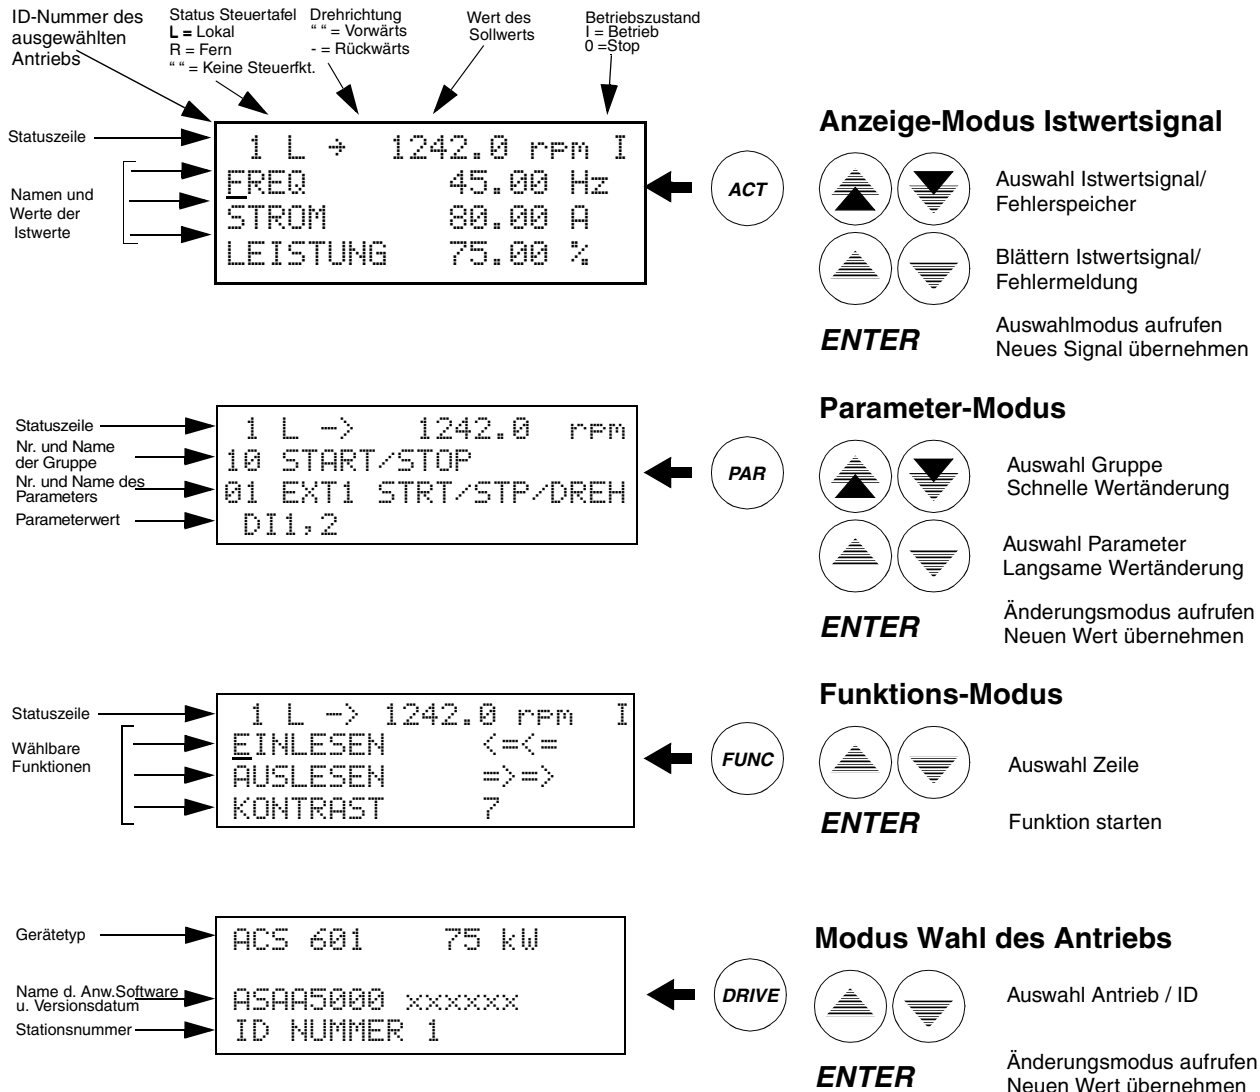 ID-Nummer des
ausgewählten
Antriebs
Status Steuertafel
L = Lokal
R = Fern
“ “ = Keine Steuerfkt.
Drehrichtung
“ “ = Vorwärts
- = Rückwärts
Wert des
Sollwerts
Betriebszustand
I = Betrieb
0 =Stop
Statuszeile
Namen und
Werte der
Istwerte
1 L -> 1242.0 rpm I
FREQ 45.00 Hz
STROM 80.00 A
LEISTUNG 75.00 %
ACT
Anzeige-Modus Istwertsignal
Auswahl Istwertsignal/
Fehlerspeicher
Blättern Istwertsignal/
Fehlermeldung
ENTER
Auswahlmodus aufrufen
Neues Signal übernehmen
Statuszeile
Nr. und Name
der Gruppe
Nr. und Name des
Parameters
Parameterwert
1 L -> 1242.0 rpm
10 START/STOP
01 EXT1 STRT/STP/DREH
DI1,2
PAR
Parameter-Modus
Auswahl Gruppe
Schnelle Wertänderung
Auswahl Parameter
Langsame Wertänderung
ENTER
Änderungsmodus aufrufen
Neuen Wert übernehmen
Statuszeile
Wählbare
Funktionen
1 L -> 1242.0 rpm I
EINLESEN <=<=
AUSLESEN =>=>
KONTRAST 7
FUNC
Funktions-Modus
Auswahl Zeile
ENTER
Funktion starten
Gerätetyp
Name d. Anw.Software
u. Versionsdatum
Stationsnummer
ACS 601 75 kW
ASAA5000 xxxxxx
ID NUMMER 1
DRIVE
Modus Wahl des Antriebs
Auswahl Antrieb / ID
ENTER
Änderungsmodus aufrufen
Neuen Wert übernehmen